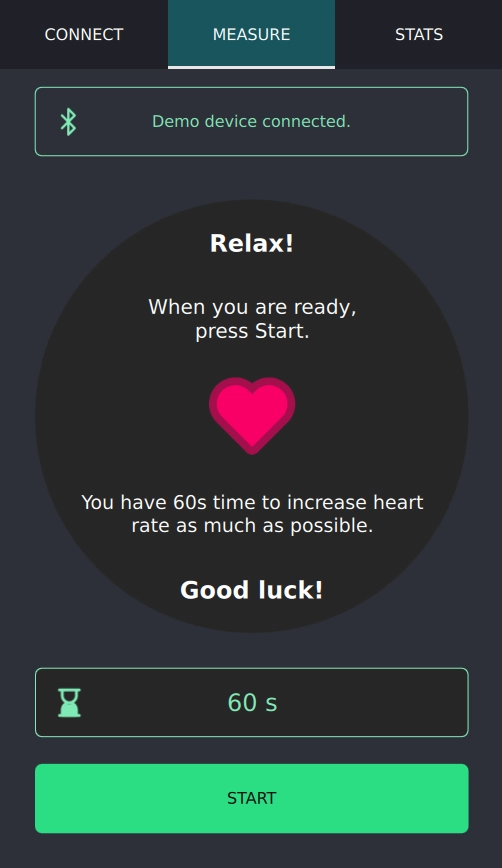 CONNECT
MEASURE
STATS
Demo device connected.
Relax!
When you are ready,
press Start.
You have 60s time to increase heart
rate as much as possible.
Good luck!
60 s
START